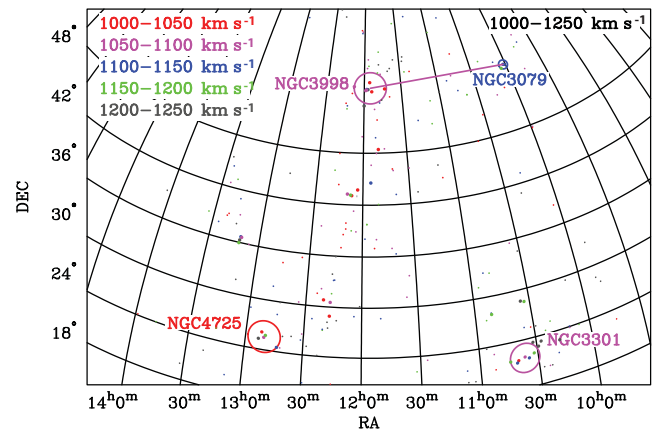 1000−1050 km s⁻¹
1000−1250 km s⁻¹
1050−1100 km s⁻¹
1100−1150 km s⁻¹
1150−1200 km s⁻¹
1200−1250 km s⁻¹
NGC3998
NGC3079
NGC4725
NGC3301
48°
42°
36°
30°
24°
18°
DEC
14ʰ0ᵐ 30ᵐ 13ʰ0ᵐ 30ᵐ 12ʰ0ᵐ 30ᵐ 11ʰ0ᵐ 30ᵐ 10ʰ0ᵐ
RA